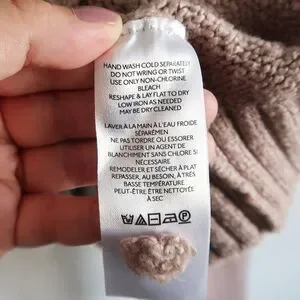 HAND WASH COLD SEPARATELY
DO NOT WRING OR TWIST
USE ONLY NON-CHLORINE
BLEACH
RESHAPE & LAY FLAT TO DRY
LOW IRON AS NEEDED
MAY BE DRY CLEANED
LAVER À LA MAIN À L'EAU FROIDE
SÉPARÉMEN
NE PAS TORDRE OU ESSORER
UTILISER UN AGENT DE
BLANCHIMENT SANS CHLORE SI
NÉCESSAIRE
REMODELER ET SÉCHER À PLAT
REPASSER, AU BESOIN, À TRÈS
BASSE TEMPÉRATURE
PEUT-ÊTRE ÊTRE NETTOYÉE
À SEC